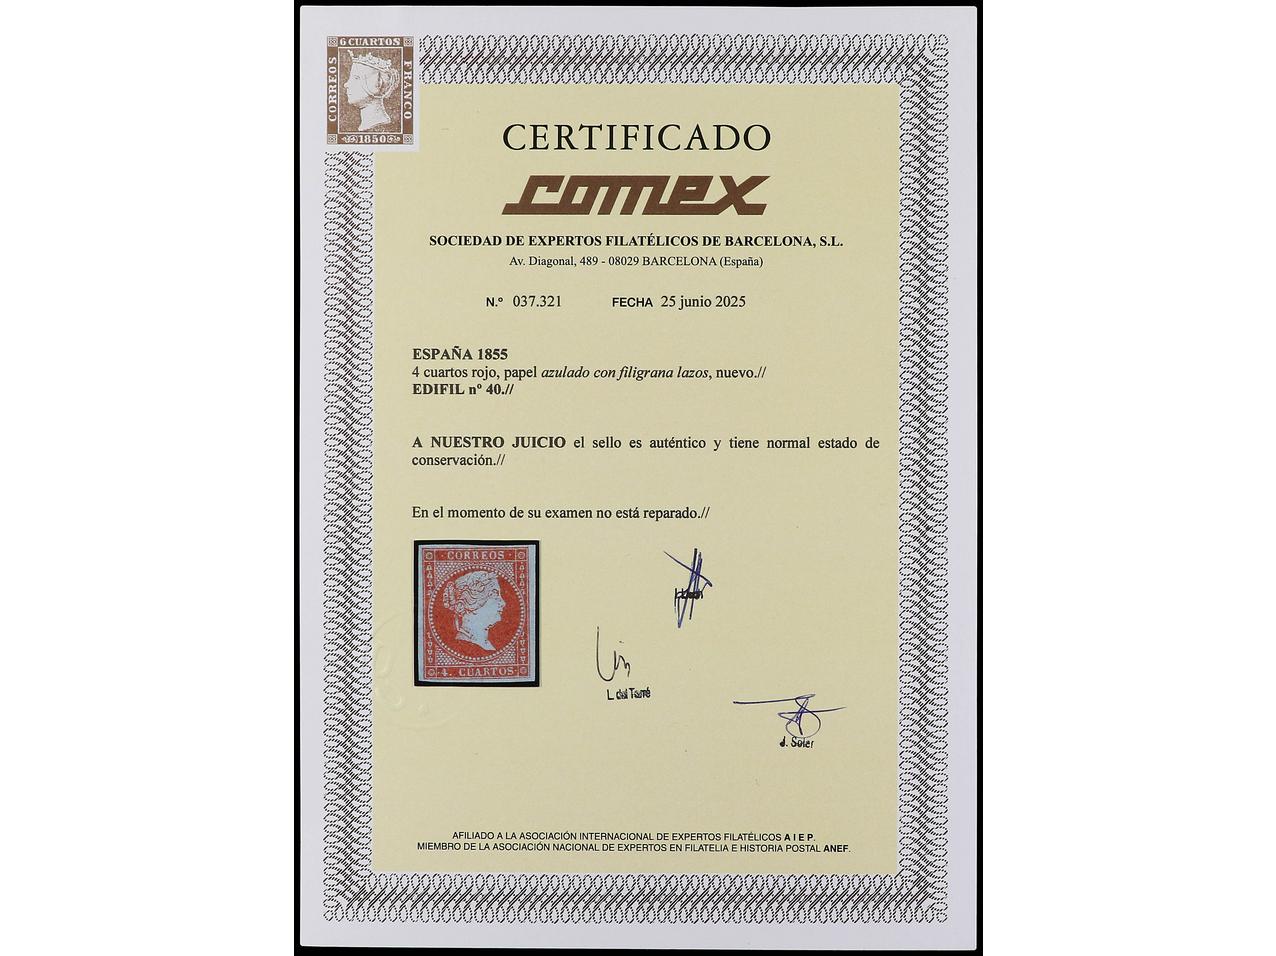 6 CUARTOS
CORREOS
FRANCO
1850
CERTIFICADO
comex
SOCIEDAD DE EXPERTOS FILATÉLICOS DE BARCELONA, S.L.
Av. Diagonal, 489 - 08029 BARCELONA (España)
N.º 037.321 FECHA 25 junio 2025
ESPAÑA 1855
4 cuartos rojo, papel azulado con filigrana lazos, nuevo.//
EDIFIL nº 40.//
A NUESTRO JUICIO el sello es auténtico y tiene normal estado de
conservación.//
En el momento de su examen no está reparado.//
CORREOS
4. CUARTOS
L. del Tarré
J. Soler
AFILIADO A LA ASOCIACIÓN INTERNACIONAL DE EXPERTOS FILATÉLICOS A I E P.
MIEMBRO DE LA ASOCIACIÓN NACIONAL DE EXPERTOS EN FILATELIA E HISTORIA POSTAL ANEF.